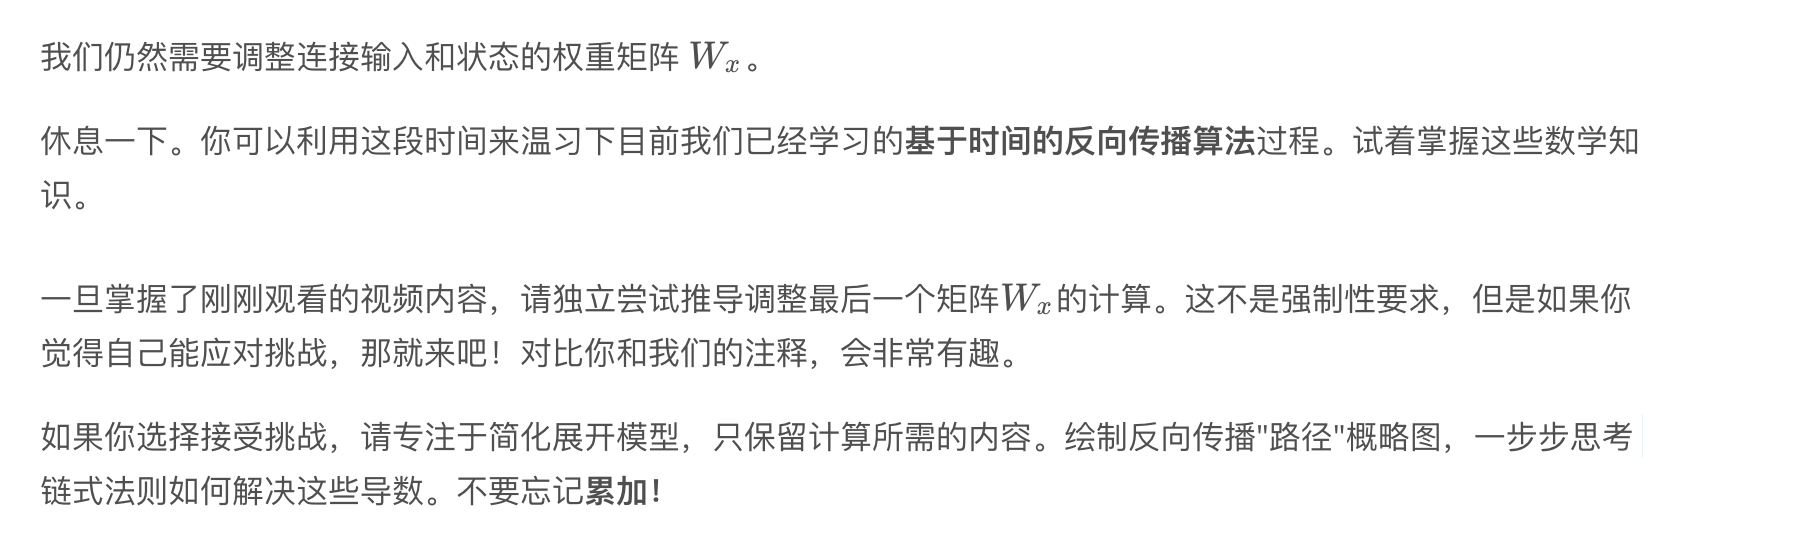 我们仍然需要调整连接输入和状态的权重矩阵 Wₓ。
休息一下。你可以利用这段时间来温习下目前我们已经学习的基于时间的反向传播算法过程。试着掌握这些数学知
识。
一旦掌握了刚刚观看的视频内容，请独立尝试推导调整最后一个矩阵Wₓ的计算。这不是强制性要求，但是如果你
觉得自己能应对挑战，那就来吧！对比你和我们的注释，会非常有趣。
如果你选择接受挑战，请专注于简化展开模型，只保留计算所需的内容。绘制反向传播"路径"概略图，一步步思考
链式法则如何解决这些导数。不要忘记累加！